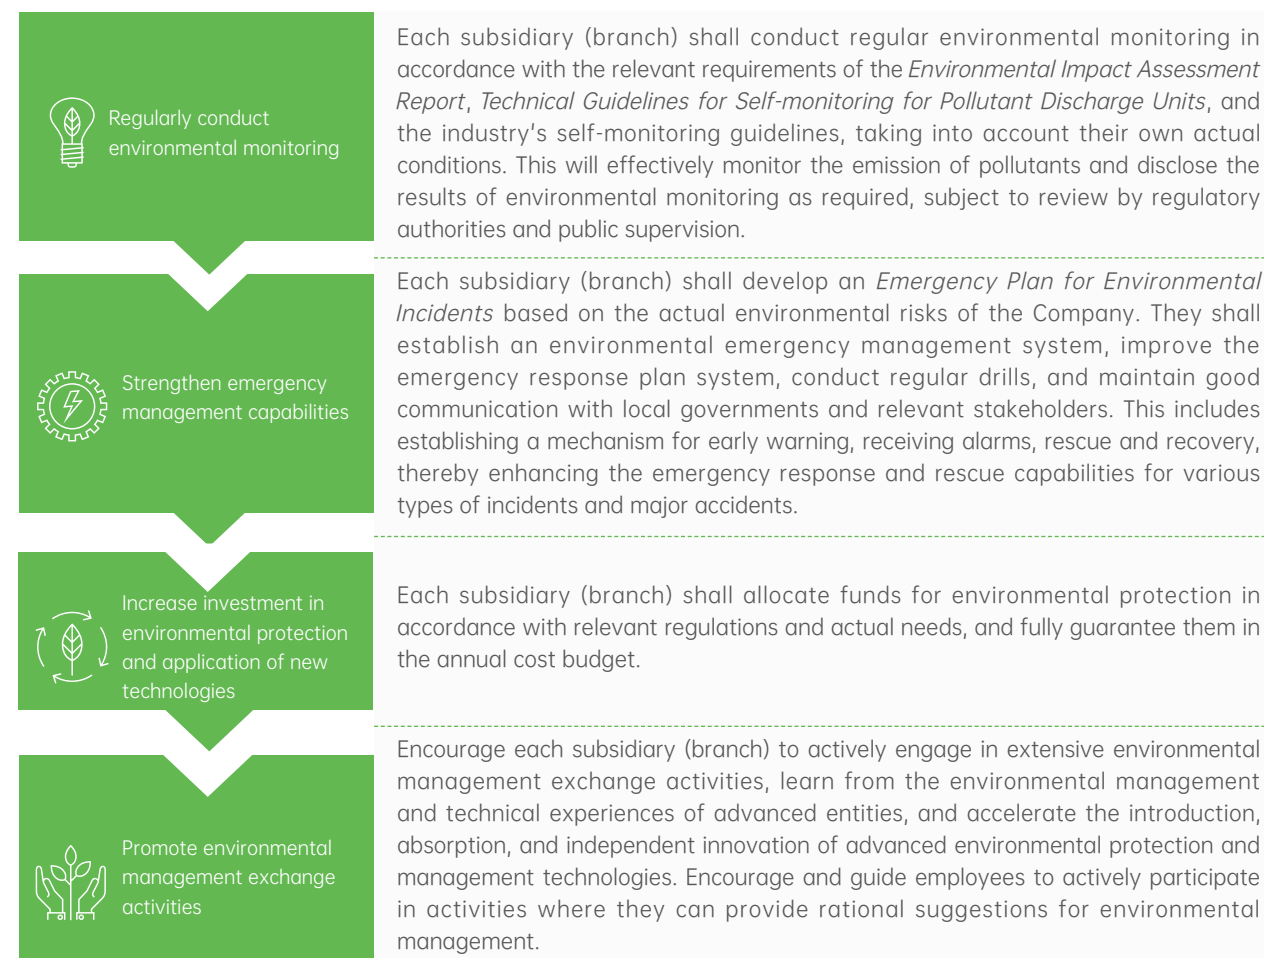 Regularly conduct
environmental monitoring
Each subsidiary (branch) shall conduct regular environmental monitoring in
accordance with the relevant requirements of the Environmental Impact Assessment
Report, Technical Guidelines for Self-monitoring for Pollutant Discharge Units, and
the industry's self-monitoring guidelines, taking into account their own actual
conditions. This will effectively monitor the emission of pollutants and disclose the
results of environmental monitoring as required, subject to review by regulatory
authorities and public supervision.
Strengthen emergency
management capabilities
Each subsidiary (branch) shall develop an Emergency Plan for Environmental
Incidents based on the actual environmental risks of the Company. They shall
establish an environmental emergency management system, improve the
emergency response plan system, conduct regular drills, and maintain good
communication with local governments and relevant stakeholders. This includes
establishing a mechanism for early warning, receiving alarms, rescue and recovery,
thereby enhancing the emergency response and rescue capabilities for various
types of incidents and major accidents.
Increase investment in
environmental protection
and application of new
technologies
Each subsidiary (branch) shall allocate funds for environmental protection in
accordance with relevant regulations and actual needs, and fully guarantee them in
the annual cost budget.
Promote environmental
management exchange
activities
Encourage each subsidiary (branch) to actively engage in extensive environmental
management exchange activities, learn from the environmental management
and technical experiences of advanced entities, and accelerate the introduction,
absorption, and independent innovation of advanced environmental protection and
management technologies. Encourage and guide employees to actively participate
in activities where they can provide rational suggestions for environmental
management.